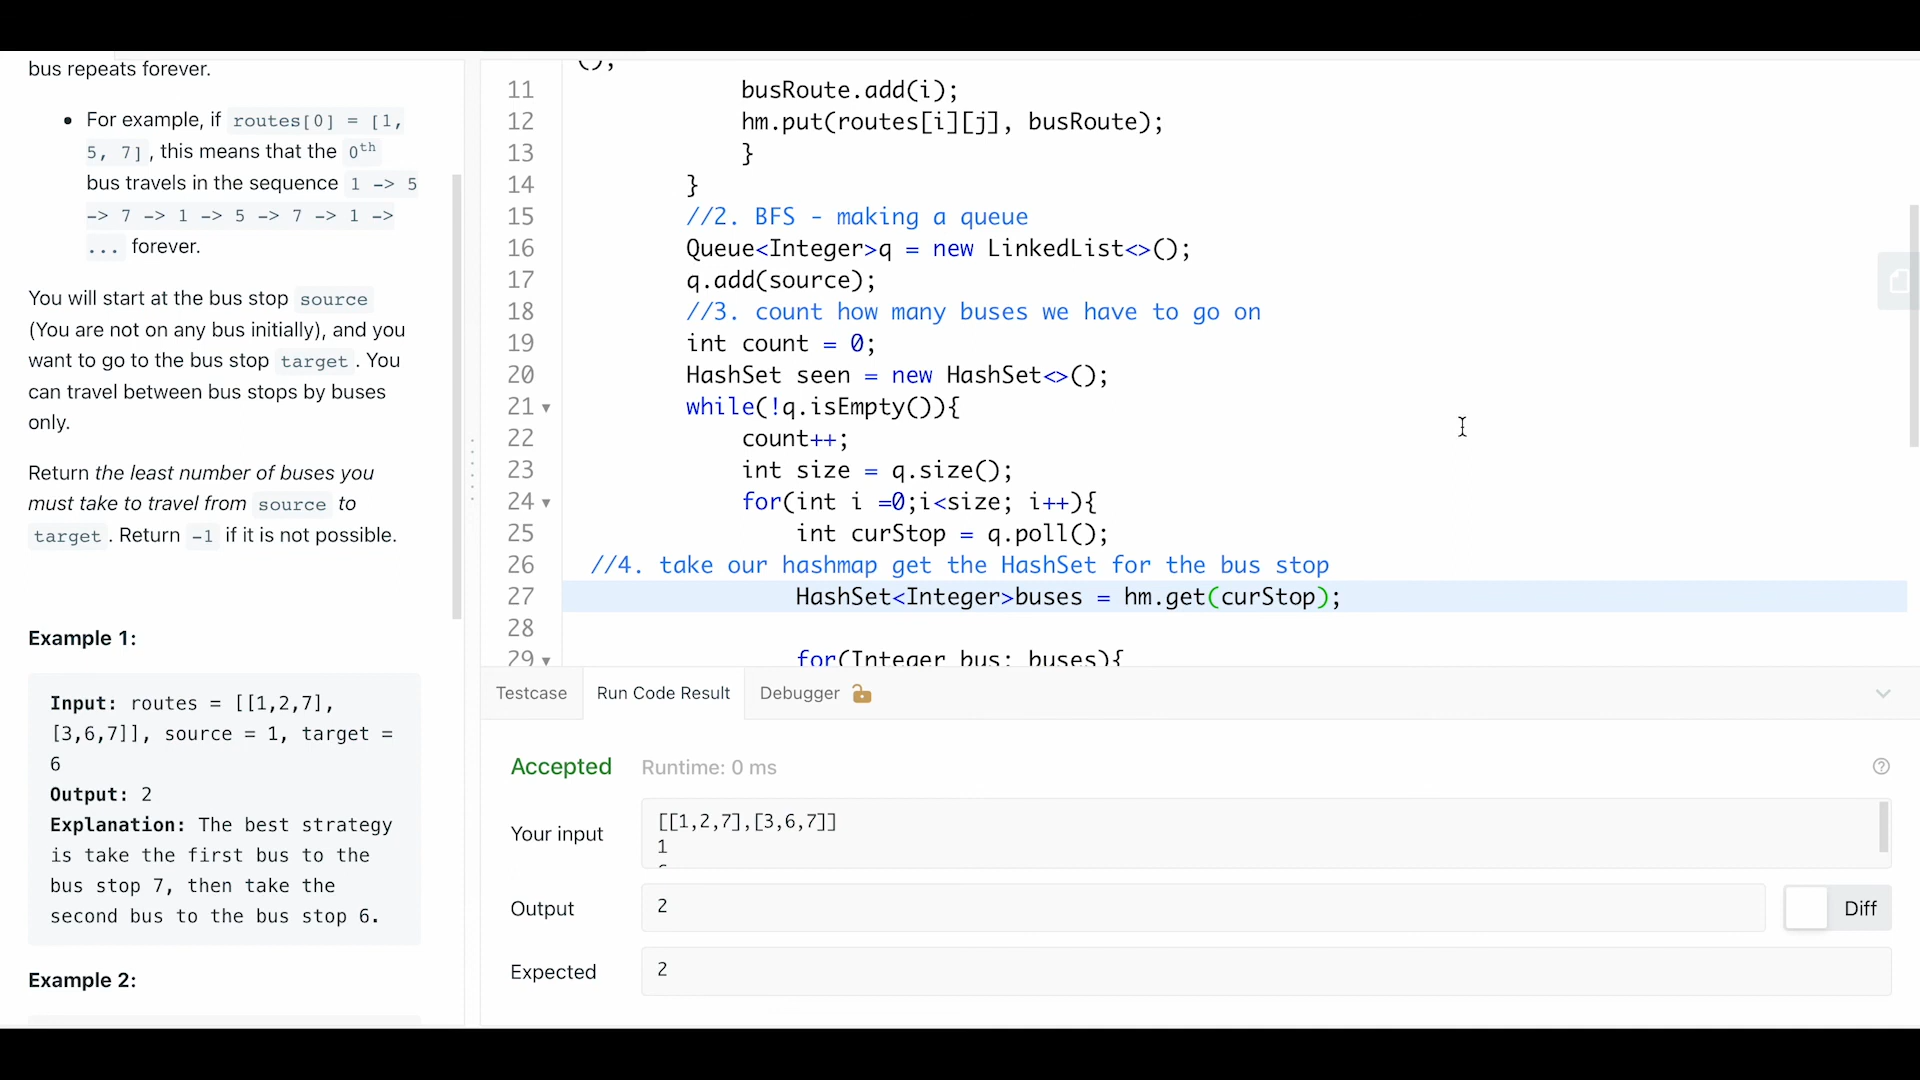 bus repeats forever.
For example, if routes[0] = [1,
5, 7], this means that the 0th
bus travels in the sequence 1 -> 5
-> 7 -> 1 -> 5 -> 7 -> 1 ->
... forever.
You will start at the bus stop source
(You are not on any bus initially), and you
want to go to the bus stop target. You
can travel between bus stops by buses
only.
Return the least number of buses you
must take to travel from source to
target. Return -1 if it is not possible.
Example 1:
Input: routes = [[1,2,7],
[3,6,7]], source = 1, target =
6
Output: 2
Explanation: The best strategy
is take the first bus to the
bus stop 7, then take the
second bus to the bus stop 6.
Example 2:
();
11 busRoute.add(i);
12 hm.put(routes[i][j], busRoute);
13 }
14 }
15 //2. BFS - making a queue
16 Queue<Integer>q = new LinkedList<>();
17 q.add(source);
18 //3. count how many buses we have to go on
19 int count = 0;
20 HashSet seen = new HashSet<>();
21 while(!q.isEmpty()){
22 count++;
23 int size = q.size();
24 for(int i =0;i<size; i++){
25 int curStop = q.poll();
26 //4. take our hashmap get the HashSet for the bus stop
27 HashSet<Integer>buses = hm.get(curStop);
28
29 for(Integer bus: buses){
Testcase Run Code Result Debugger
Accepted Runtime: 0 ms
Your input [[1,2,7],[3,6,7]]
1
Output 2 Diff
Expected 2